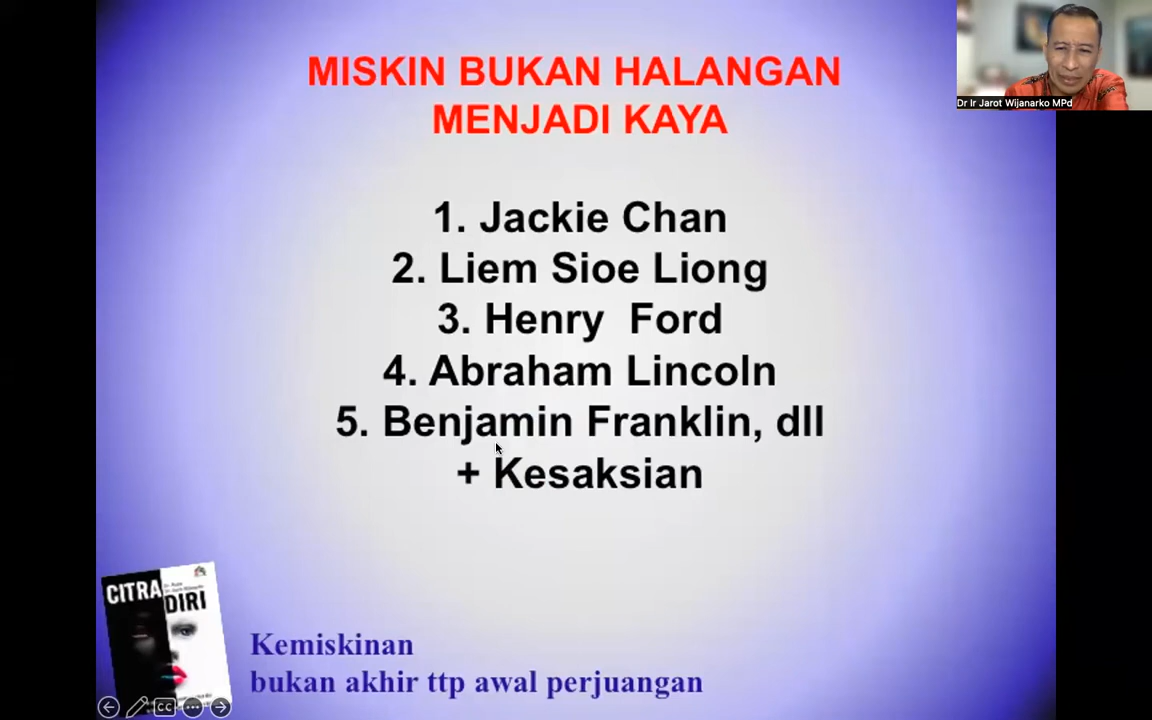 MISKIN BUKAN HALANGAN
MENJADI KAYA
Dr Ir Jarot Wijanarko MPd
1. Jackie Chan
2. Liem Sioe Liong
3. Henry  Ford
4. Abraham Lincoln
5. Benjamin Franklin, dll
+ Kesaksian
CITRA
DIRI
Kemiskinan
bukan akhir ttp awal perjuangan
CC